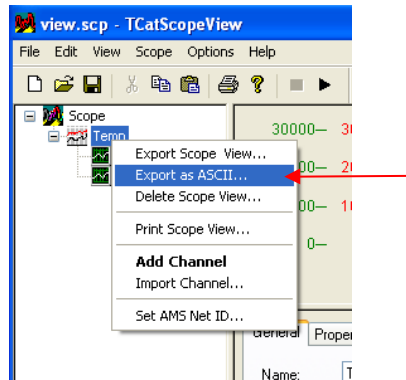 view.scp - TCatScopeView
File Edit View Scope Options Help
Scope
Temp
Export Scope View...
Export as ASCII...
Delete Scope View...
Print Scope View...
Add Channel
Import Channel...
Set AMS Net ID...
30000
0
General
Name: